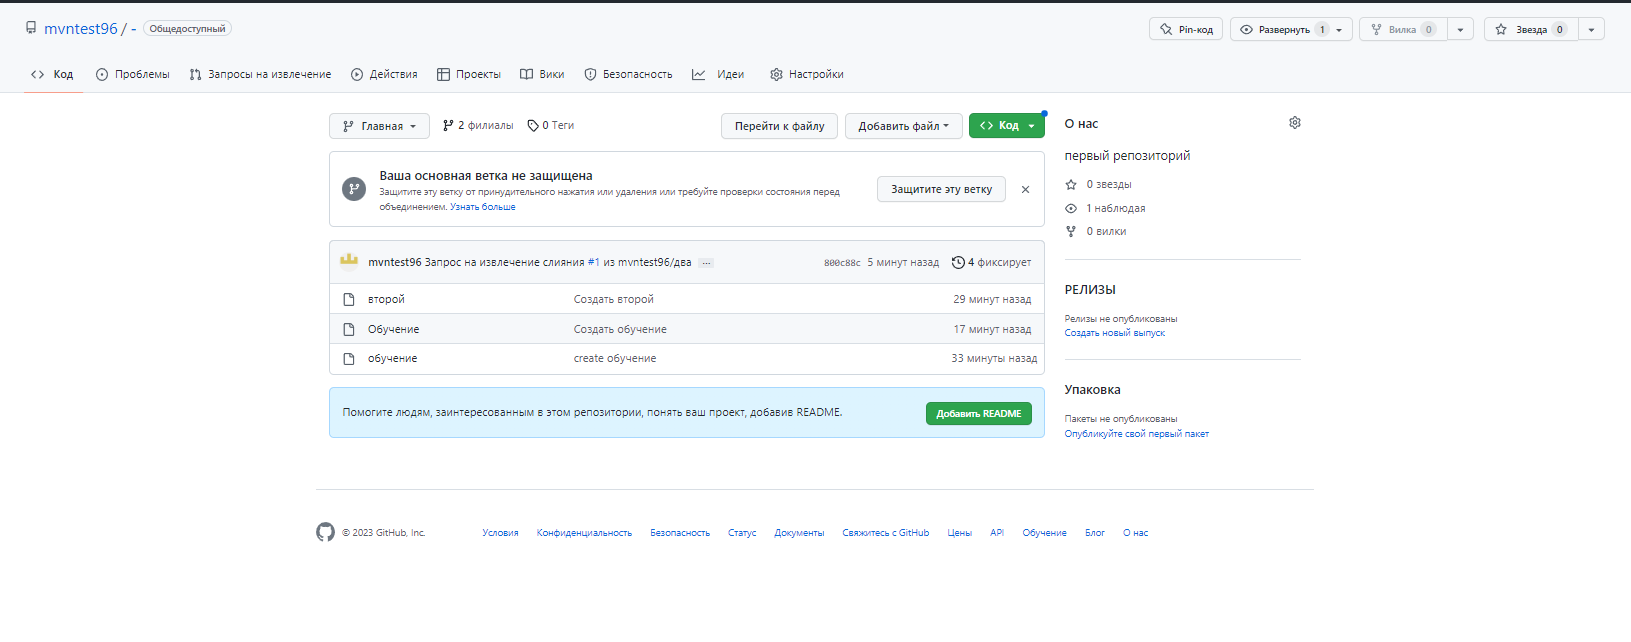 mvntest96 / - Общедоступный
Pin-код Развернуть 1 Вилка 0 Звезда 0
Код Проблемы Запросы на извлечение Действия Проекты Вики Безопасность Идеи Настройки
Главная 2 филиалы 0 Теги Перейти к файлу Добавить файл Код
Ваша основная ветка не защищена
Защитите эту ветку от принудительного нажатия или удаления или требуйте проверки состояния перед
объединением. Узнать больше
Защитите эту ветку
mvntest96 Запрос на извлечение слияния #1 из mvntest96/два ... 800c88c 5 минут назад 4 фиксирует
второй Создать второй 29 минут назад
Обучение Создать обучение 17 минут назад
обучение create обучение 33 минуты назад
Помогите людям, заинтересованным в этом репозитории, понять ваш проект, добавив README. Добавить README
О нас
первый репозиторий
0 звезды
1 наблюдая
0 вилки
РЕЛИЗЫ
Релизы не опубликованы
Создать новый выпуск
Упаковка
Пакеты не опубликованы
Опубликуйте свой первый пакет
© 2023 GitHub, Inc. Условия Конфиденциальность Безопасность Статус Документы Свяжитесь с GitHub Цены API Обучение Блог О нас